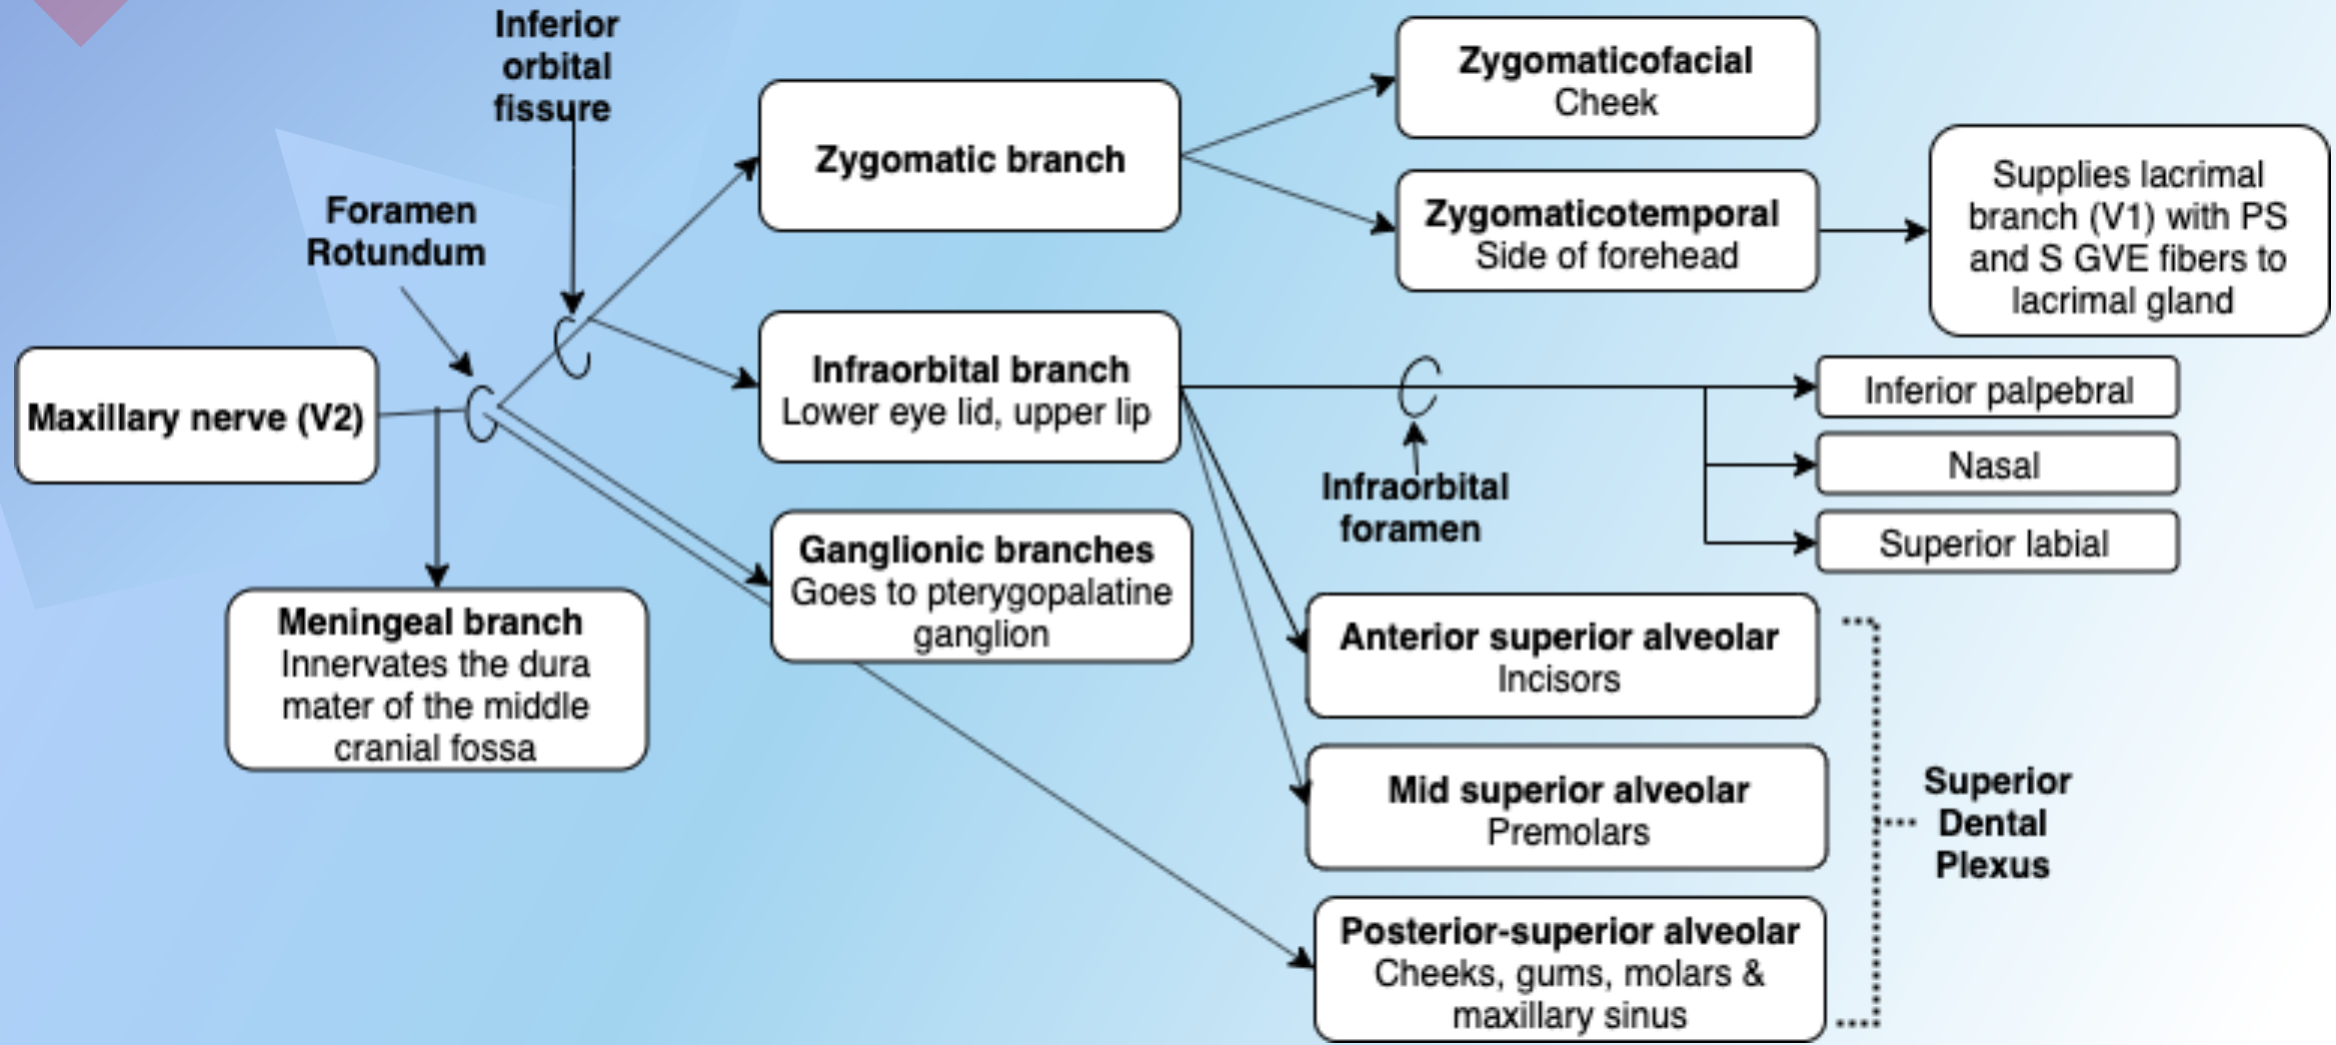 Inferior
orbital
fissure
Foramen
Rotundum
Maxillary nerve (V2)
Meningeal branch
Innervates the dura
mater of the middle
cranial fossa
Zygomatic branch
Infraorbital branch
Lower eye lid, upper lip
Ganglionic branches
Goes to pterygopalatine
ganglion
Zygomaticofacial
Cheek
Zygomaticotemporal
Side of forehead
Supplies lacrimal
branch (V1) with PS
and S GVE fibers to
lacrimal gland
Infraorbital
foramen
Inferior palpebral
Nasal
Superior labial
Anterior superior alveolar
Incisors
Mid superior alveolar
Premolars
Posterior-superior alveolar
Cheeks, gums, molars &
maxillary sinus
Superior
Dental
Plexus